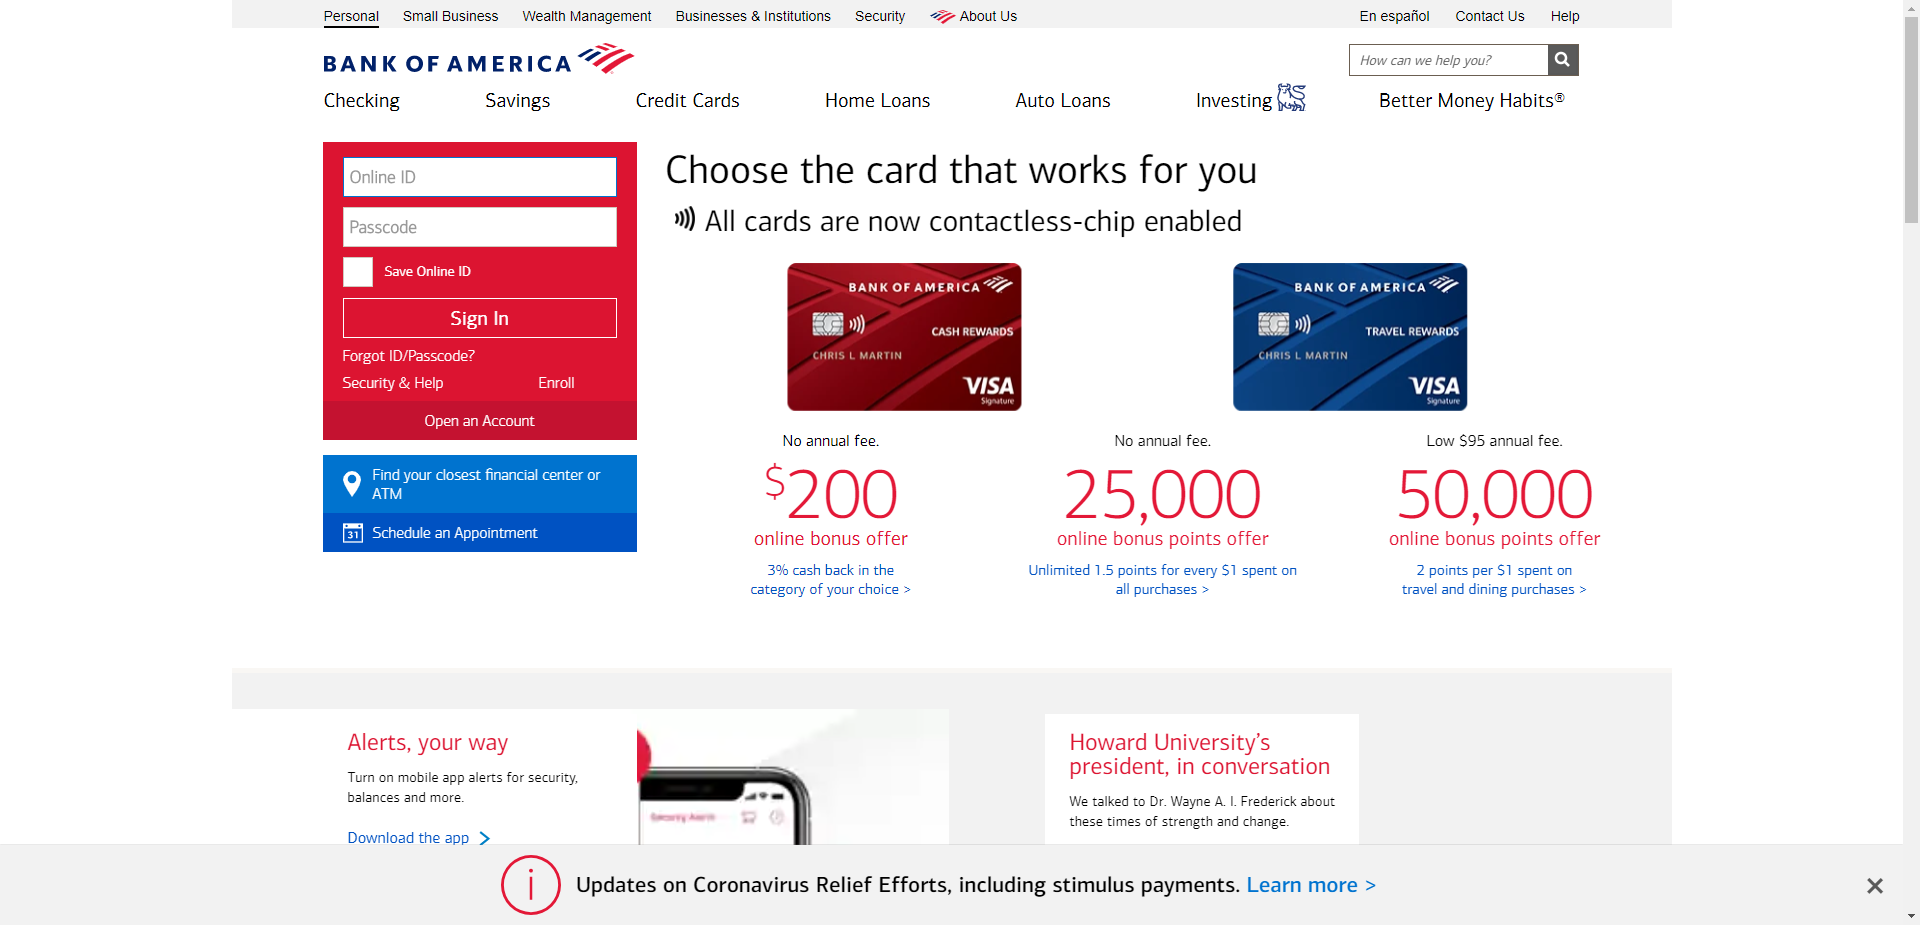 Personal Small Business Wealth Management Businesses & Institutions Security About Us En español Contact Us Help
BANK OF AMERICA
How can we help you?
Checking Savings Credit Cards Home Loans Auto Loans Investing Better Money Habits®
Online ID
Passcode
Save Online ID
Sign In
Forgot ID/Passcode?
Security & Help Enroll
Open an Account
Find your closest financial center or
ATM
31 Schedule an Appointment
Choose the card that works for you
All cards are now contactless-chip enabled
BANK OF AMERICA
CASH REWARDS
CHRIS L MARTIN
VISA
Signature
BANK OF AMERICA
TRAVEL REWARDS
CHRIS L MARTIN
VISA
Signature
No annual fee.
$200
online bonus offer
3% cash back in the
category of your choice >
No annual fee.
25,000
online bonus points offer
Unlimited 1.5 points for every $1 spent on
all purchases >
Low $95 annual fee.
50,000
online bonus points offer
2 points per $1 spent on
travel and dining purchases >
Alerts, your way
Turn on mobile app alerts for security,
balances and more.
Download the app
Security Alerts
Howard University's
president, in conversation
We talked to Dr. Wayne A. I. Frederick about
these times of strength and change.
Updates on Coronavirus Relief Efforts, including stimulus payments. Learn more >